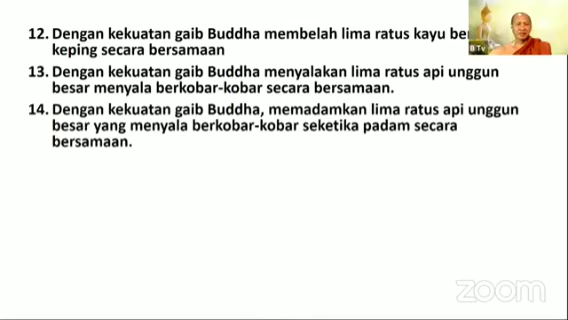 12. Dengan kekuatan gaib Buddha membelah lima ratus kayu
keping secara bersamaan
13. Dengan kekuatan gaib Buddha menyalakan lima ratus api unggun
besar menyala berkobar-kobar secara bersamaan.
14. Dengan kekuatan gaib Buddha, memadamkan lima ratus api unggun
besar yang menyala berkobar-kobar seketika padam secara
bersamaan.
B Tv
zoom